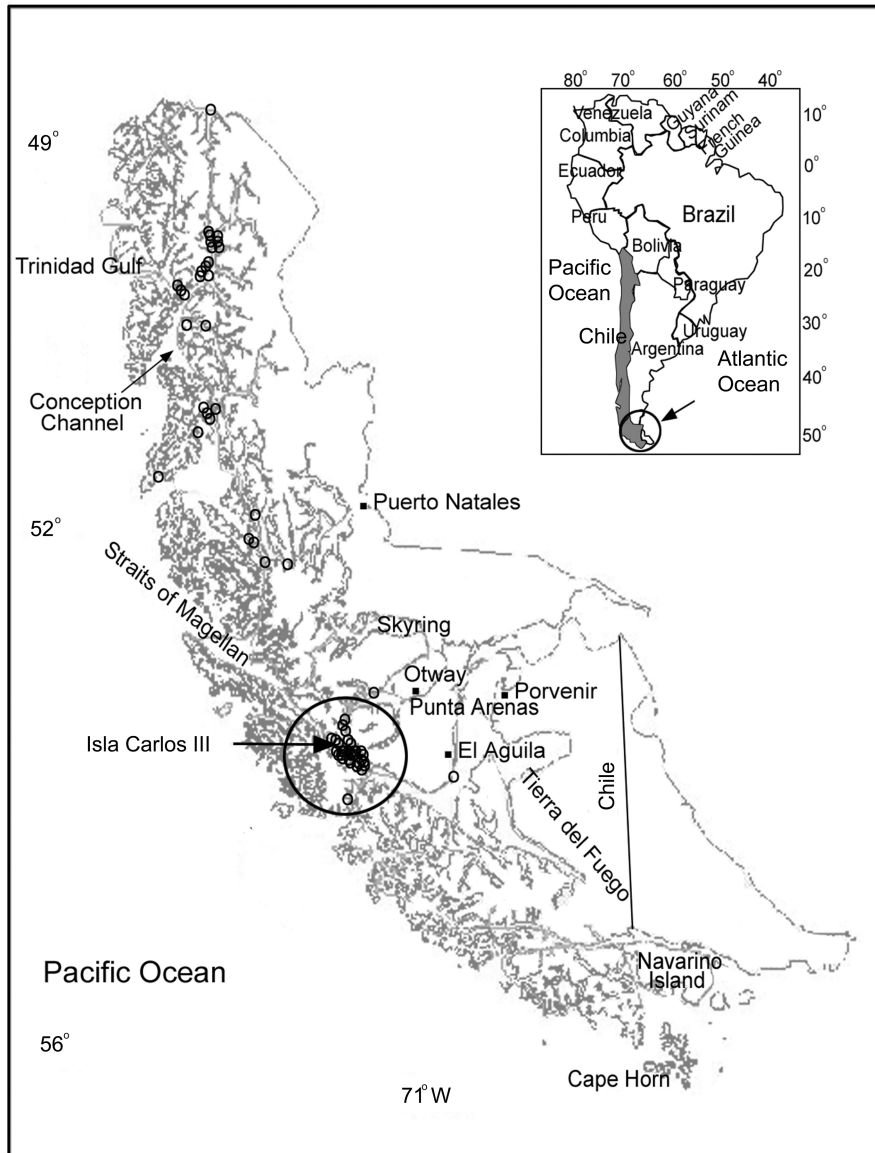 80° 70° 60° 50° 40°
10°
0°
10°
20°
30°
40°
50°
Venezuela
Guyana
Surinam
French
Guinea
Columbia
Ecuador
Peru
Brazil
Bolivia
Pacific
Ocean
Paraguay
Chile
Uruguay
Argentina
Atlantic
Ocean
49°
Trinidad Gulf
Conception
Channel
52°
Puerto Natales
Straits of Magellan
Skyring
Otway
Punta Arenas
Porvenir
Isla Carlos III
El Aguila
Tierra del Fuego
Chile
Pacific Ocean
Navarino
Island
56°
Cape Horn
71°W